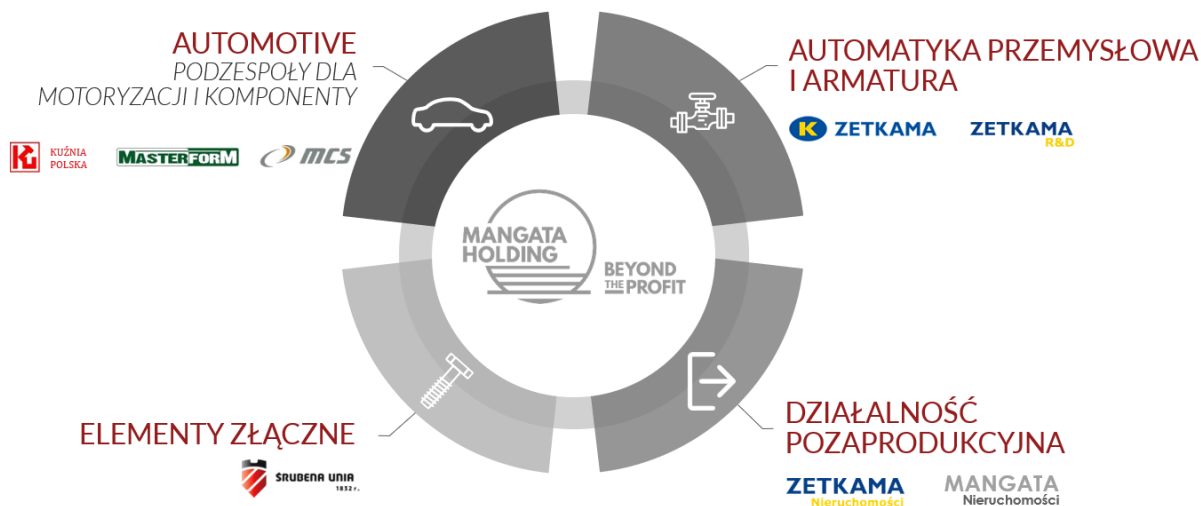 AUTOMOTIVE
PODZESPOŁY DLA
MOTORYZACJI I KOMPONENTY
KUŹNIA
POLSKA
MASTERFORM
MCS
AUTOMATYKA PRZEMYSŁOWA
I ARMATURA
K ZETKAMA
ZETKAMA
R&D
MANGATA
HOLDING
BEYOND
THE PROFIT
ELEMENTY ZŁĄCZNE
ŚRUBENA UNIA
1832 r.
DZIAŁALNOŚĆ
POZAPRODUKCYJNA
ZETKAMA
Nieruchomości
MANGATA
Nieruchomości